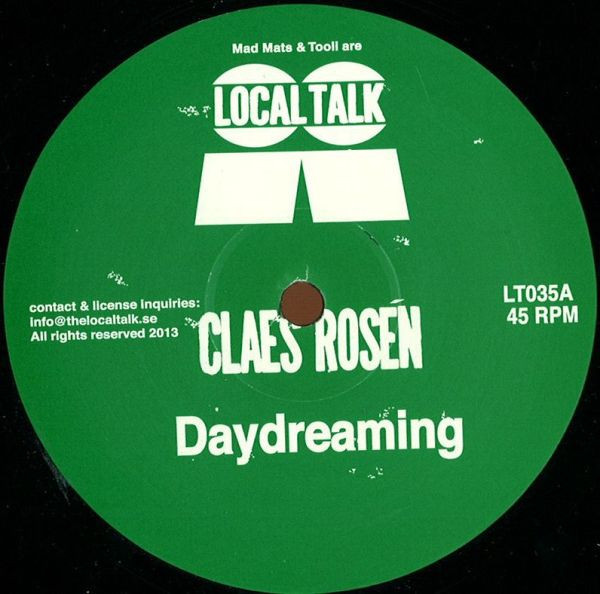 Mad Mats & Tooli are
LOCAL TALK
contact & license inquiries:
info@thelocaltalk.se
All rights reserved 2013
LT035A
45 RPM
CLAES ROSEN
Daydreaming